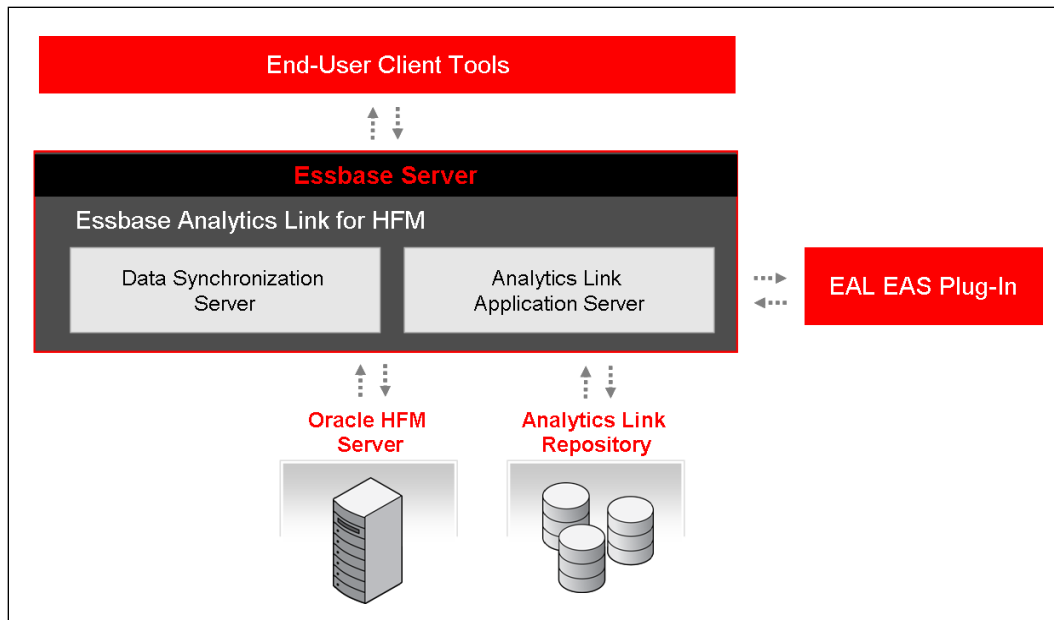 End-User Client Tools
Essbase Server
Essbase Analytics Link for HFM
Data Synchronization
Server
Analytics Link
Application Server
EAL EAS Plug-In
Oracle HFM
Server
Analytics Link
Repository